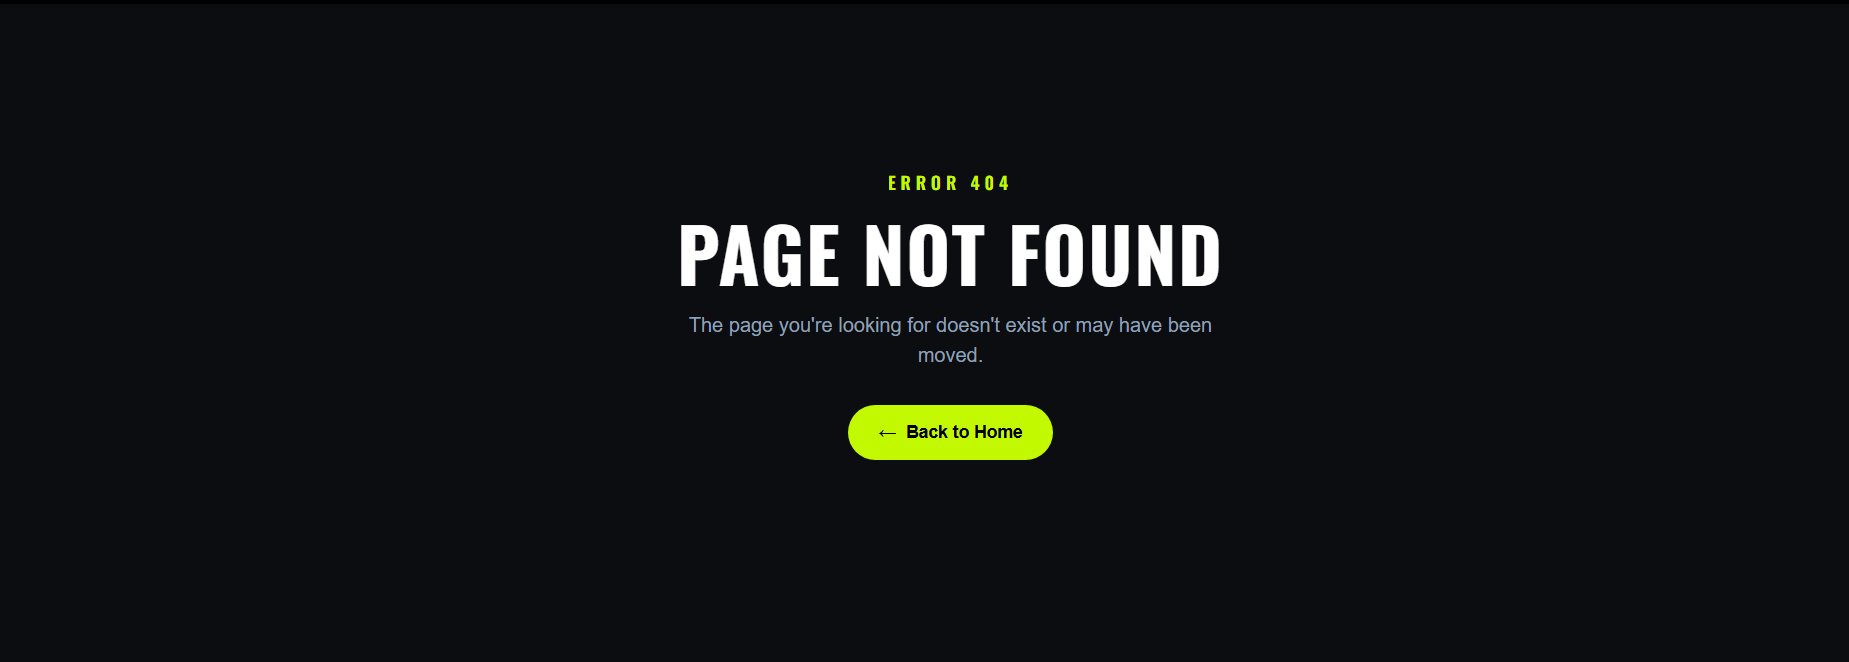 ERROR 404
PAGE NOT FOUND
The page you're looking for doesn't exist or may have been
moved.
← Back to Home